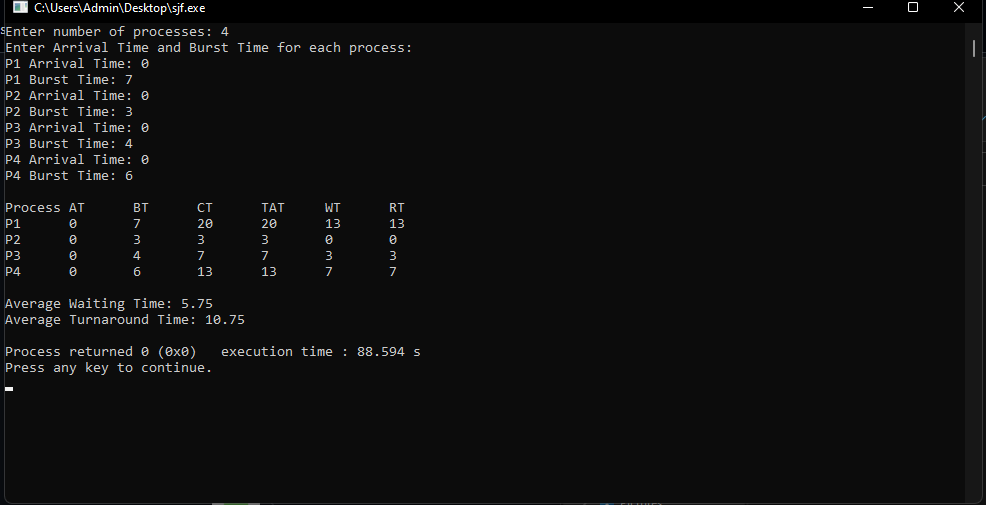 C:\Users\Admin\Desktop\sjf.exe
Enter number of processes: 4
Enter Arrival Time and Burst Time for each process:
P1 Arrival Time: 0
P1 Burst Time: 7
P2 Arrival Time: 0
P2 Burst Time: 3
P3 Arrival Time: 0
P3 Burst Time: 4
P4 Arrival Time: 0
P4 Burst Time: 6
Process AT BT CT TAT WT RT
P1 0 7 20 20 13 13
P2 0 3 3 3 0 0
P3 0 4 7 7 3 3
P4 0 6 13 13 7 7
Average Waiting Time: 5.75
Average Turnaround Time: 10.75
Process returned 0 (0x0) execution time : 88.594 s
Press any key to continue.